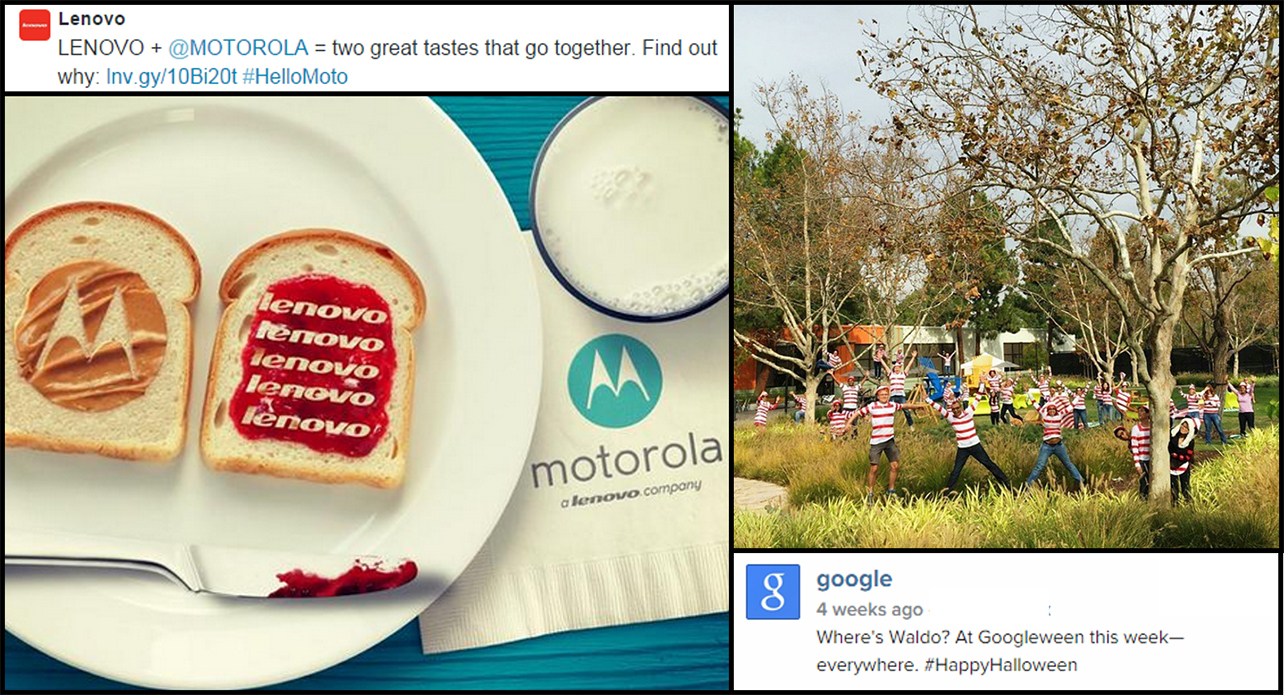 lenovo
Lenovo
LENOVO + @MOTOROLA = two great tastes that go together. Find out
why: lnv.gy/10Bi20t #HelloMoto
lenovo
lenovo
lenovo
lenovo
lenovo
motorola
a lenovo company
g google
4 weeks ago :
Where's Waldo? At Googleween this week—
everywhere. #HappyHalloween